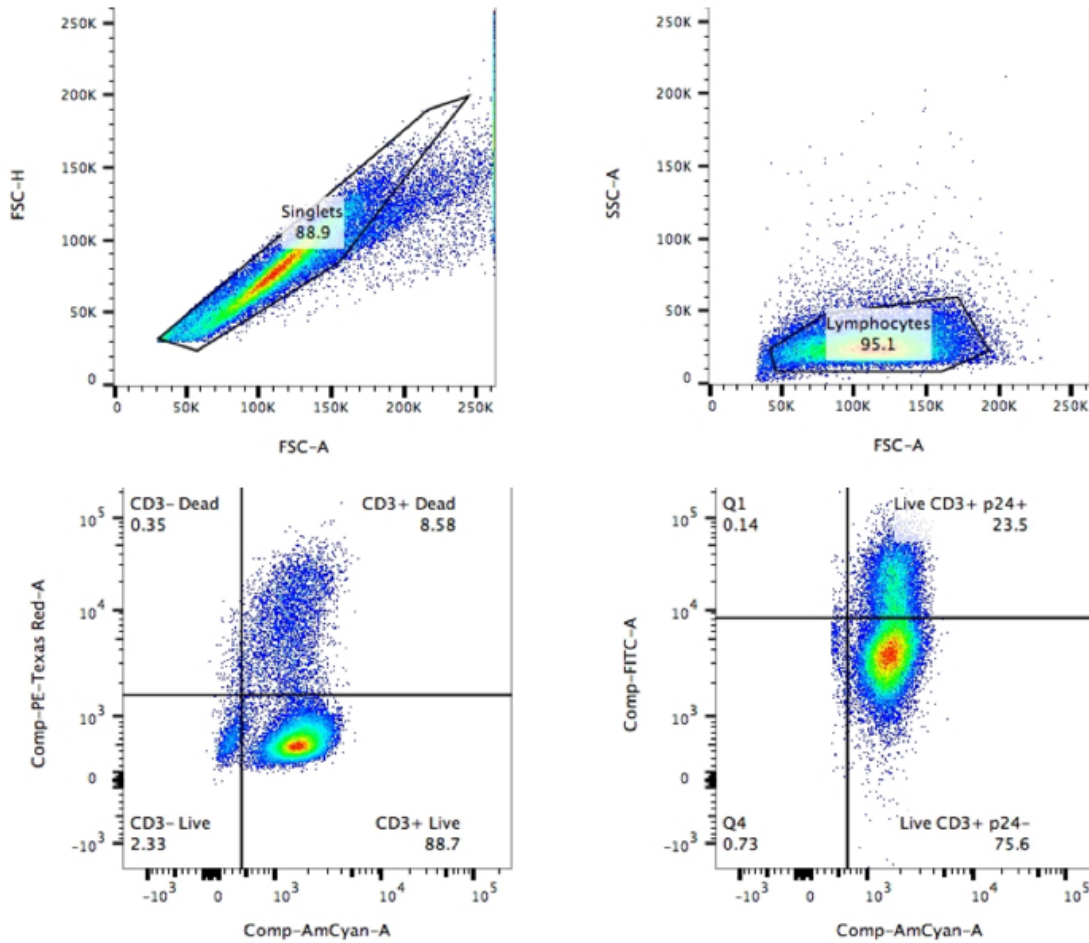 250K
200K
150K
100K
50K
0
FSC-H
Singlets
88.9
0 50K 100K 150K 200K 250K
FSC-A
250K
200K
150K
100K
50K
0
SSC-A
Lymphocytes
95.1
0 50K 100K 150K 200K 250K
FSC-A
CD3- Dead
0.35
CD3+ Dead
8.58
10^5
10^4
10^3
0
-10^3
Comp-PE-Texas Red-A
CD3- Live
2.33
CD3+ Live
88.7
-10^3 0 10^3 10^4 10^5
Comp-AmCyan-A
Q1
0.14
Live CD3+ p24+
23.5
10^5
10^4
10^3
0
-10^3
Comp-FITC-A
Q4
0.73
Live CD3+ p24-
75.6
-10^3 0 10^3 10^4 10^5
Comp-AmCyan-A